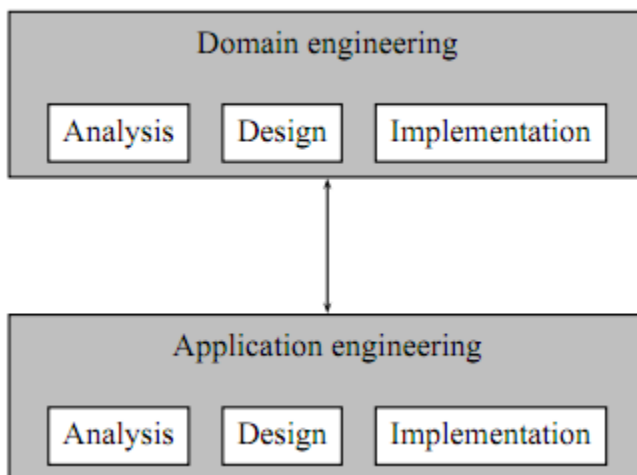 Domain engineering
Analysis Design Implementation
Application engineering
Analysis Design Implementation